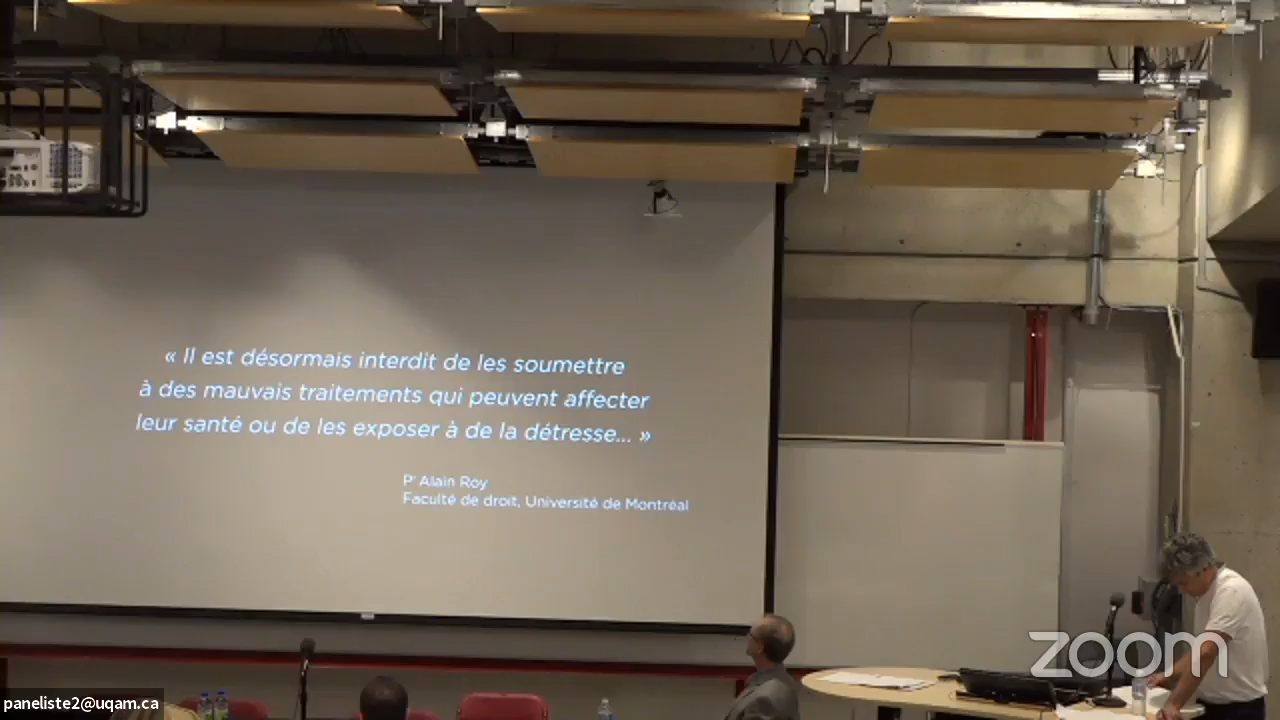 « Il est désormais interdit de les soumettre
à des mauvais traitements qui peuvent affecter
leur santé ou de les exposer à de la détresse... »
Pr Alain Roy
Faculté de droit, Université de Montréal
zoom
paneliste2@uqam.ca